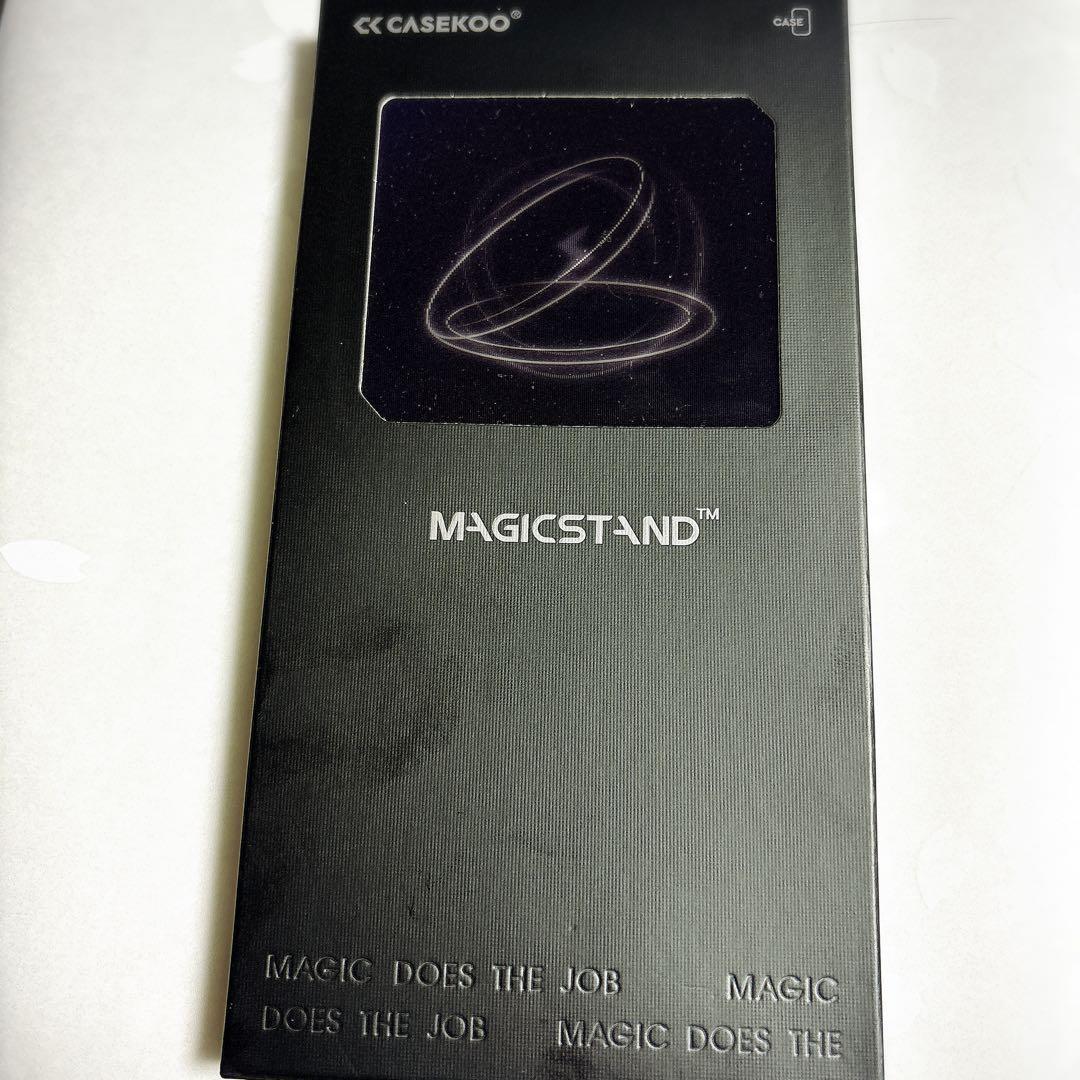 CASEKOO®
CASE
MAGICSTAND™
MAGIC DOES THE JOB MAGIC
DOES THE JOB MAGIC DOES THE